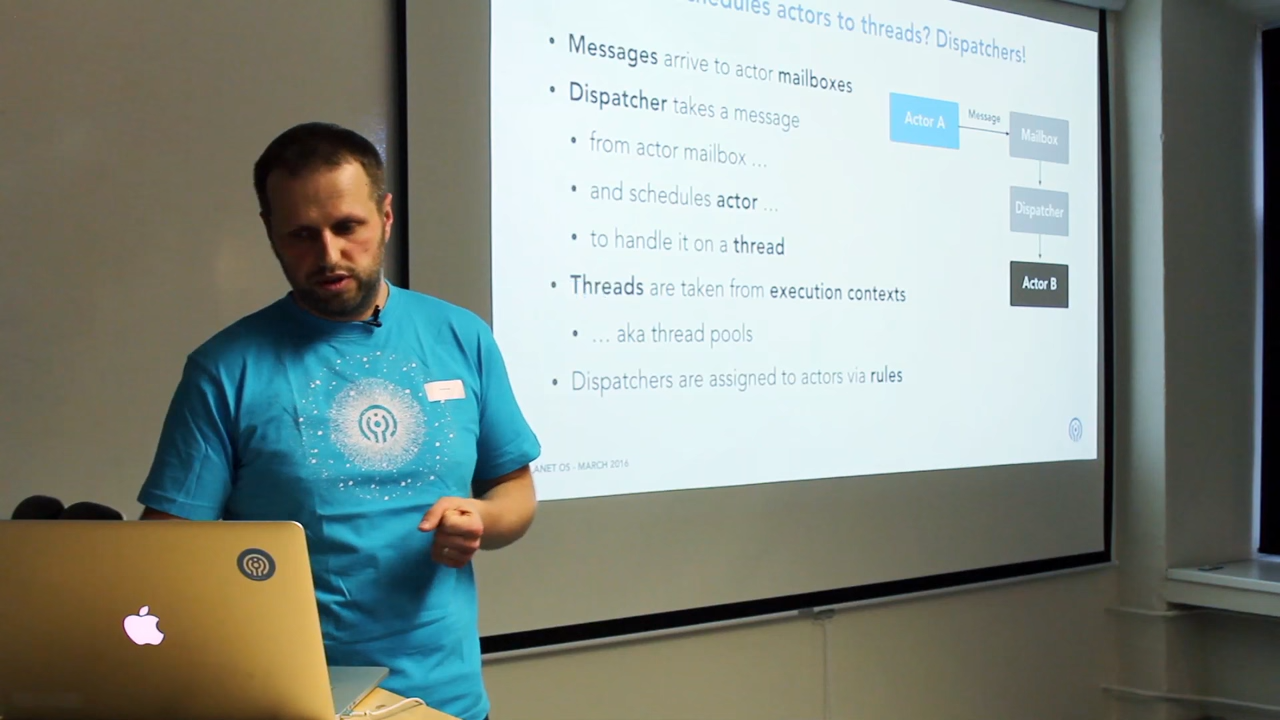 schedules actors to threads? Dispatchers!
• Messages arrive to actor mailboxes
• Dispatcher takes a message
• from actor mailbox ...
• and schedules actor ...
• to handle it on a thread
• Threads are taken from execution contexts
• ... aka thread pools
• Dispatchers are assigned to actors via rules
Actor A
Message
Mailbox
Dispatcher
Actor B
ANET OS - MARCH 2016